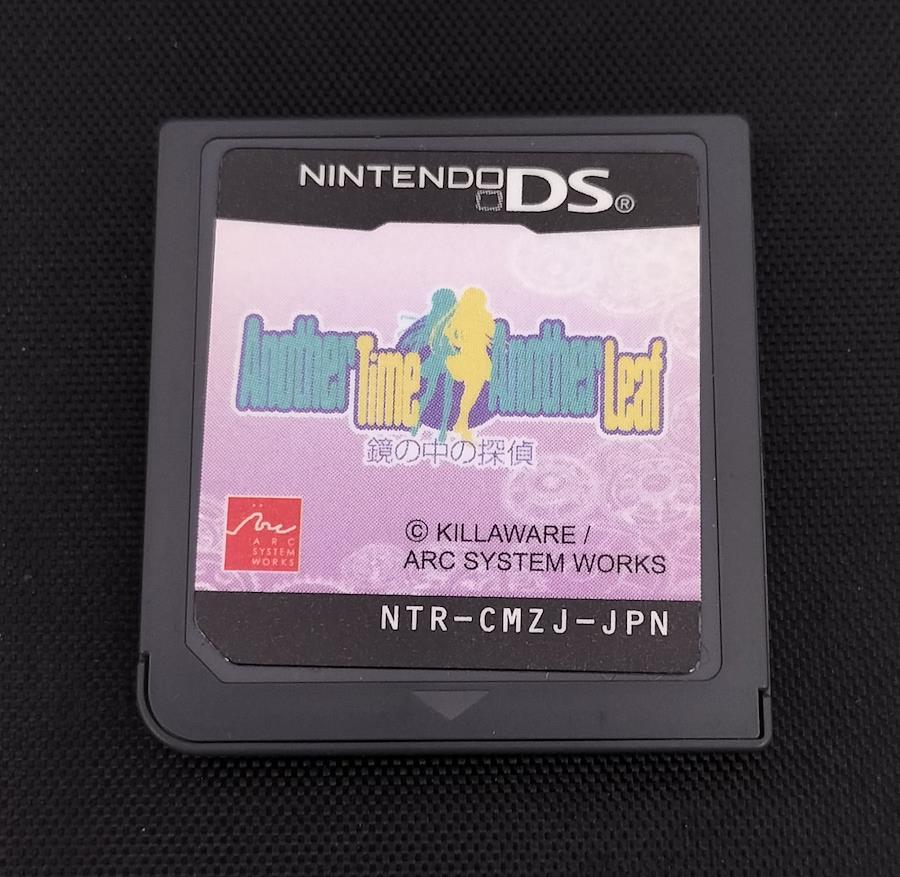 NINTENDO DS®
Another Time Another Leaf
鏡の中の探偵
Arc
ARC
SYSTEM
WORKS
© KILLAWARE /
ARC SYSTEM WORKS
NTR-CMZJ-JPN